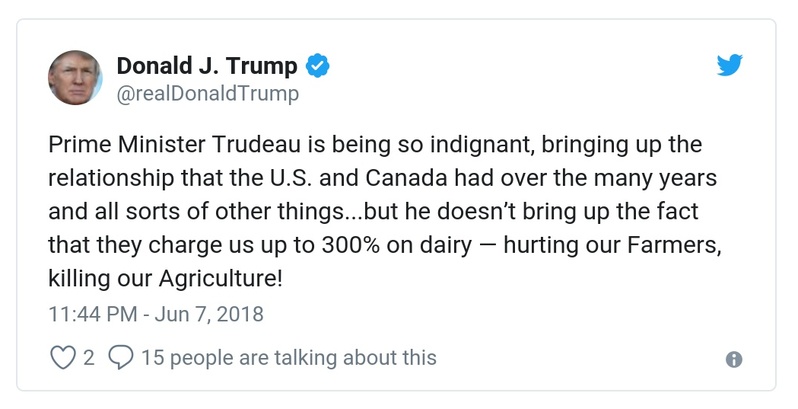 Donald J. Trump
@realDonaldTrump
Prime Minister Trudeau is being so indignant, bringing up the
relationship that the U.S. and Canada had over the many years
and all sorts of other things...but he doesn’t bring up the fact
that they charge us up to 300% on dairy — hurting our Farmers,
killing our Agriculture!
11:44 PM - Jun 7, 2018
2 15 people are talking about this